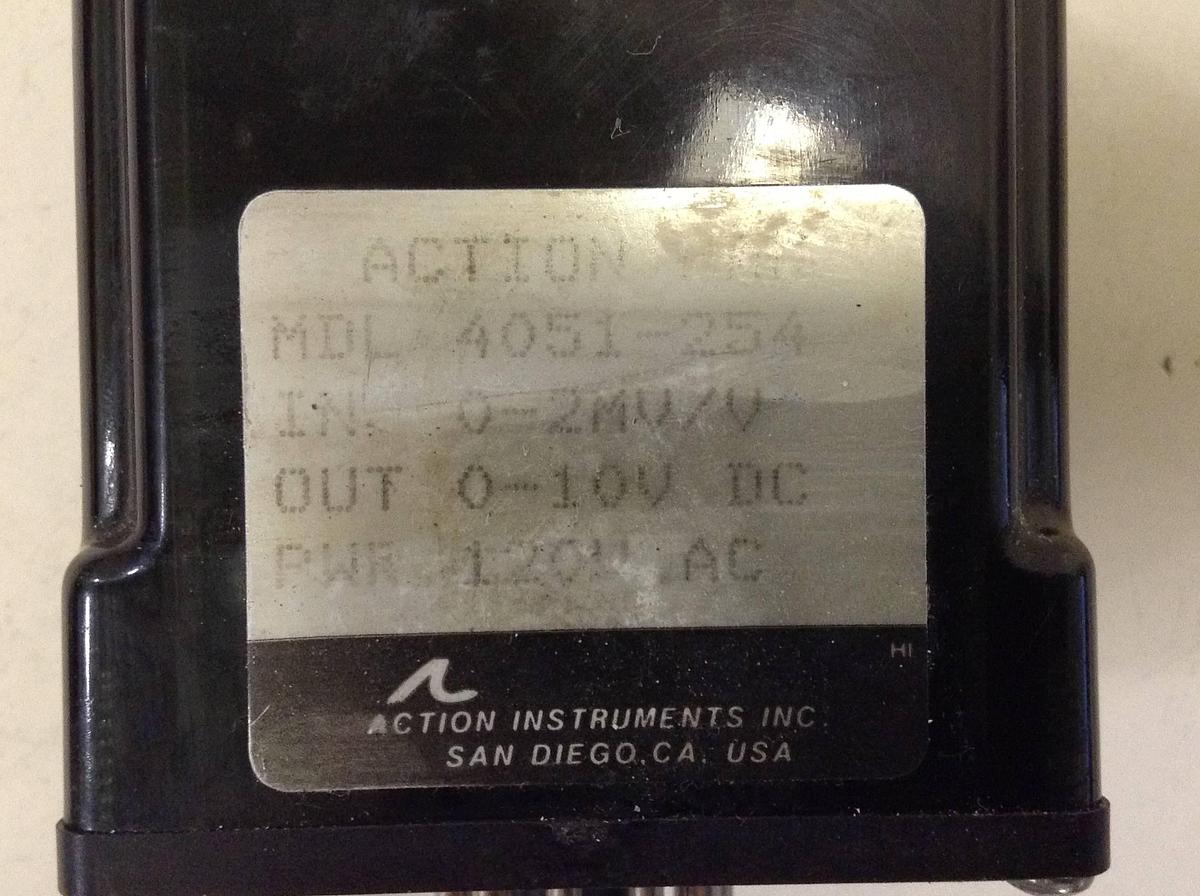 ACTION
MDL 4051-254
IN 0-2MV/V
OUT 0-10V DC
PWR 120V AC
HI
ACTION INSTRUMENTS INC.
SAN DIEGO, CA. USA